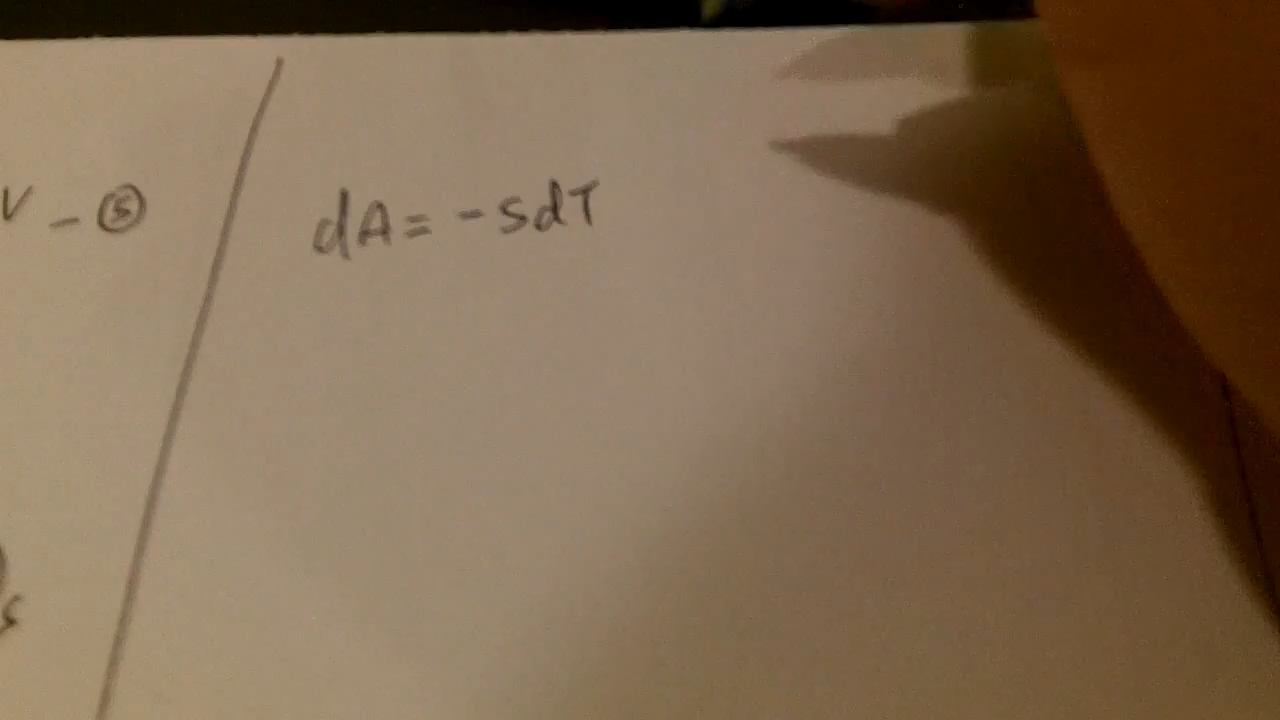 V - ⑤
dA = - SdT
s